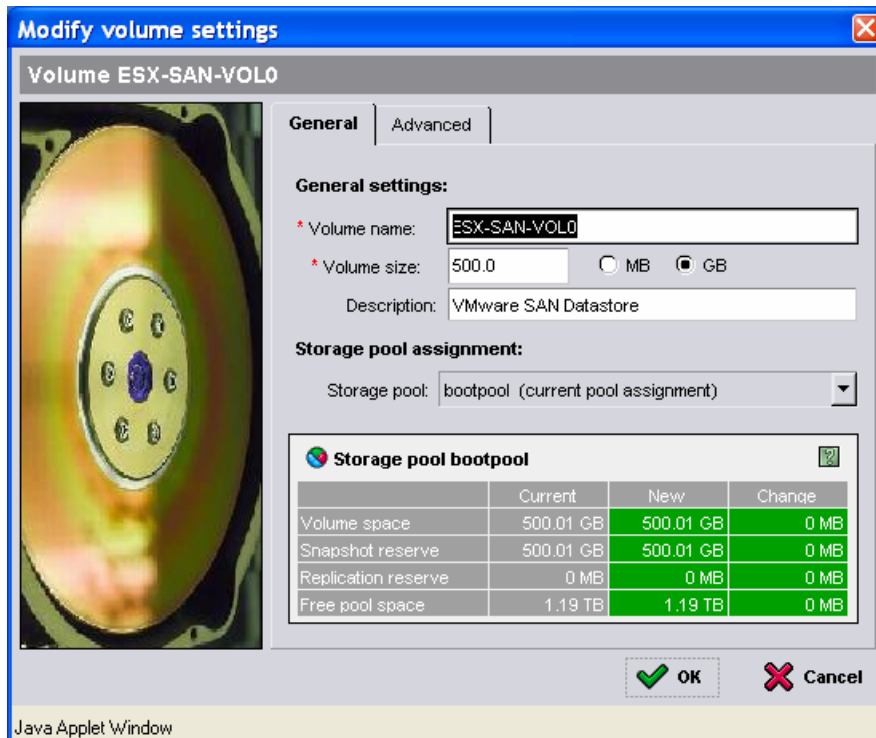 Modify volume settings
Volume ESX-SAN-VOL0
General Advanced
General settings:
* Volume name: ESX-SAN-VOL0
* Volume size: 500.0 MB GB
Description: VMware SAN Datastore
Storage pool assignment:
Storage pool: bootpool (current pool assignment)
Storage pool bootpool ?
Current New Change
Volume space 500.01 GB 500.01 GB 0 MB
Snapshot reserve 500.01 GB 500.01 GB 0 MB
Replication reserve 0 MB 0 MB 0 MB
Free pool space 1.19 TB 1.19 TB 0 MB
OK Cancel
Java Applet Window